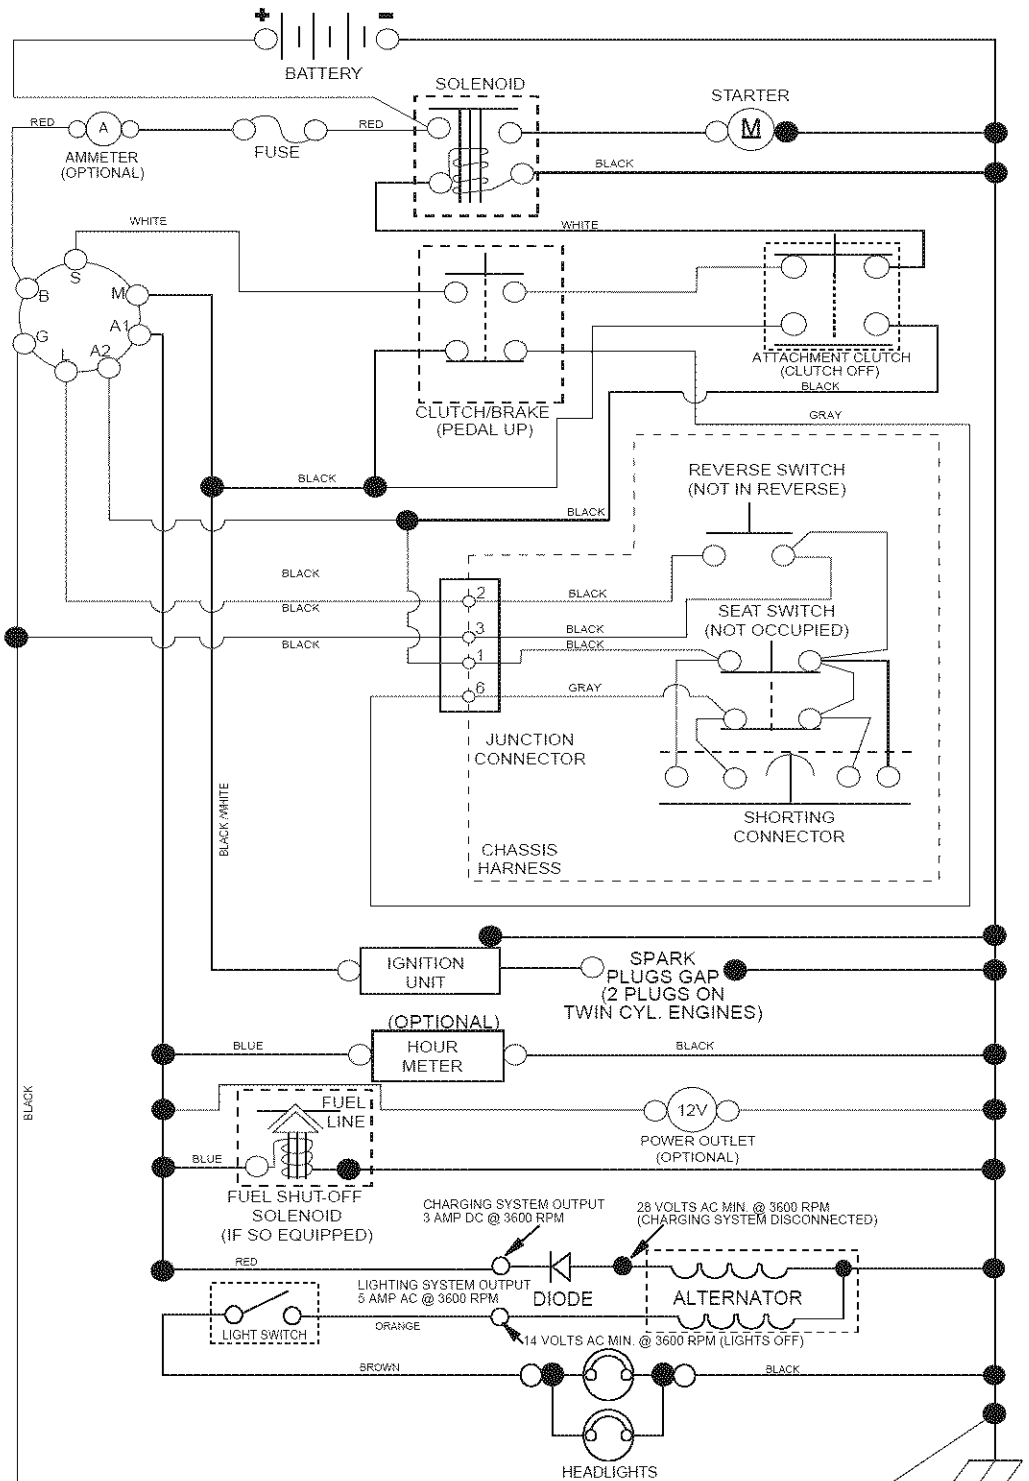 + -
BATTERY
SOLENOID
STARTER
RED
A
RED
M
AMMETER
(OPTIONAL)
FUSE
BLACK
WHITE
WHITE
S
B
M
G
A1
L
A2
ATTACHMENT CLUTCH
(CLUTCH OFF)
BLACK
CLUTCH/BRAKE
(PEDAL UP)
GRAY
REVERSE SWITCH
(NOT IN REVERSE)
BLACK
BLACK
BLACK
2
BLACK
BLACK
SEAT SWITCH
(NOT OCCUPIED)
3
BLACK
BLACK
BLACK
1
6
GRAY
JUNCTION
CONNECTOR
BLACK/WHITE
SHORTING
CONNECTOR
CHASSIS
HARNESS
IGNITION
UNIT
SPARK
PLUGS GAP
(2 PLUGS ON
TWIN CYL. ENGINES)
(OPTIONAL)
BLUE
HOUR
METER
BLACK
BLACK
FUEL
LINE
12V
POWER OUTLET
(OPTIONAL)
BLUE
FUEL SHUT-OFF
SOLENOID
(IF SO EQUIPPED)
CHARGING SYSTEM OUTPUT
3 AMP DC @ 3600 RPM
28 VOLTS AC MIN. @ 3600 RPM
(CHARGING SYSTEM DISCONNECTED)
RED
LIGHTING SYSTEM OUTPUT
5 AMP AC @ 3600 RPM
DIODE
ALTERNATOR
LIGHT SWITCH
ORANGE
14 VOLTS AC MIN. @ 3600 RPM (LIGHTS OFF)
BROWN
BLACK
HEADLIGHTS